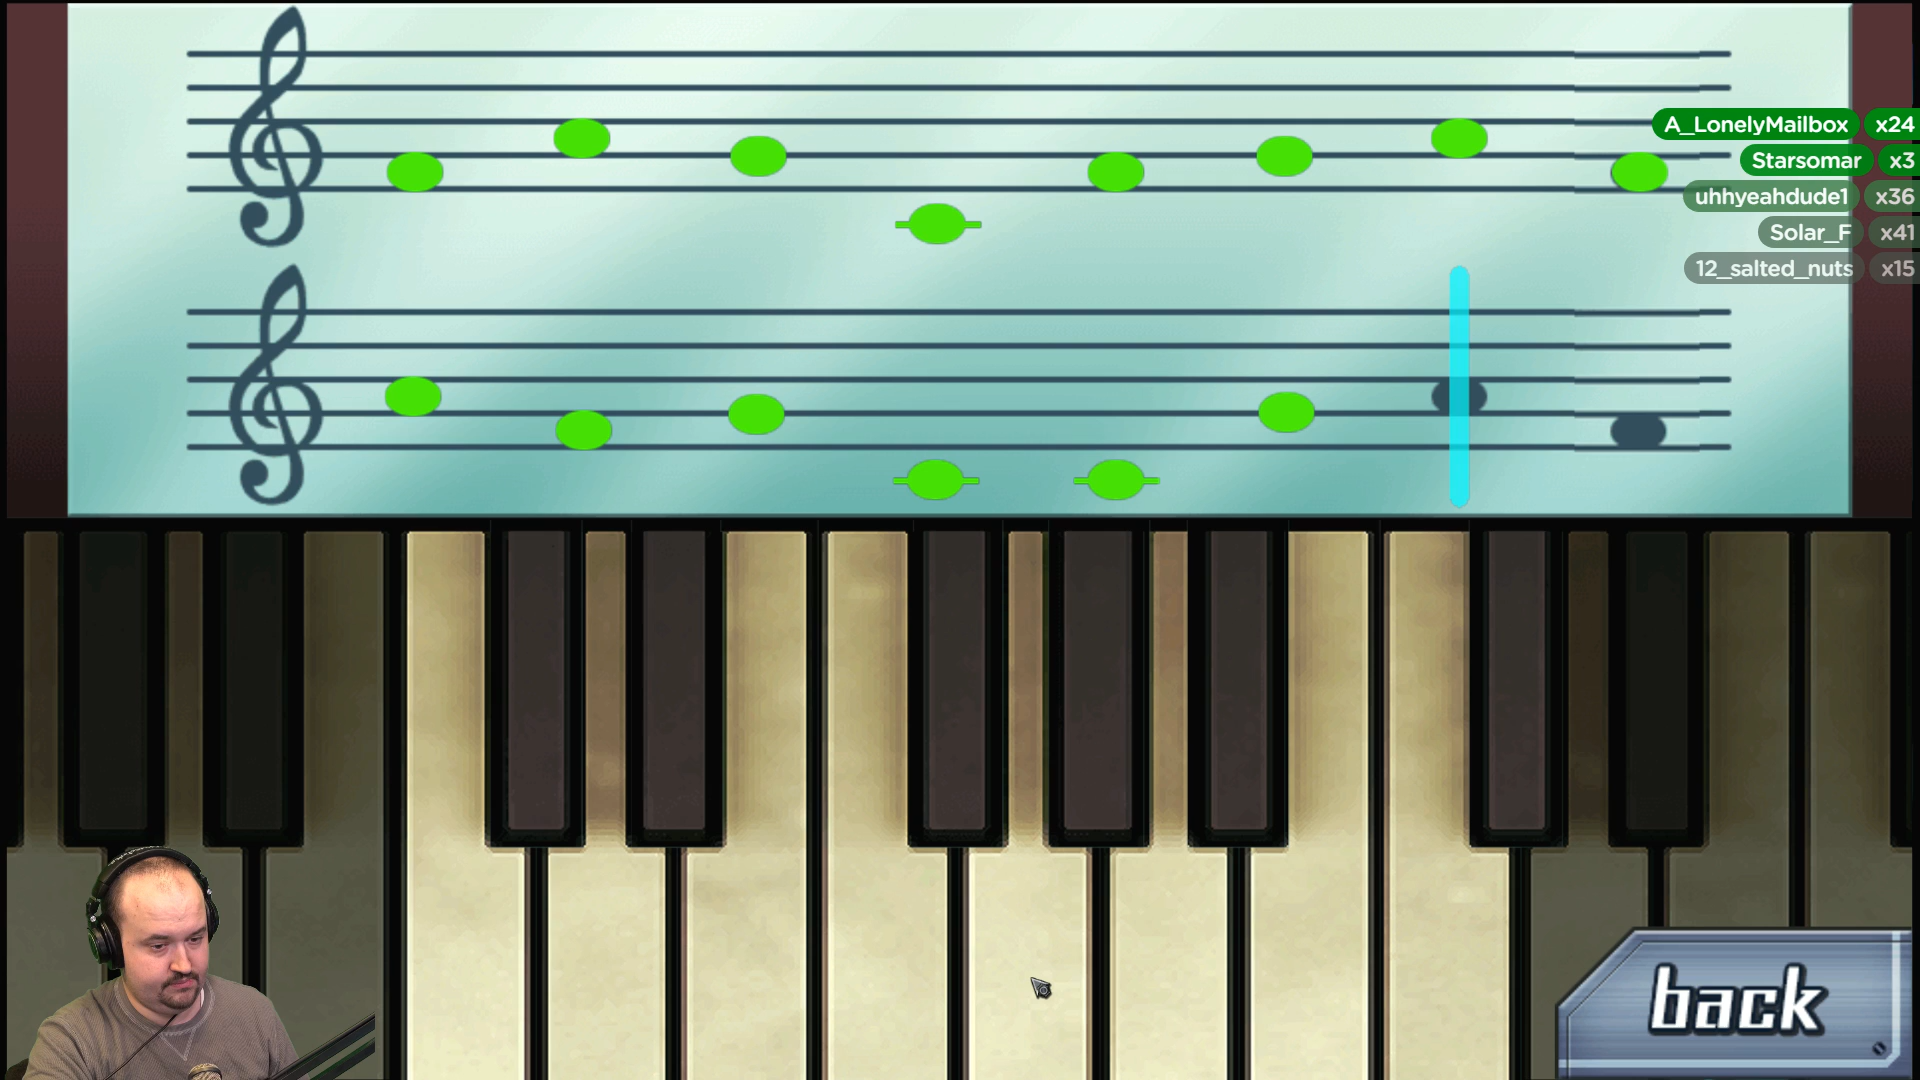 A_LonelyMailbox x24
Starsomar x3
uhhyeahdude1 x36
Solar_F x41
12_salted_nuts x15
back